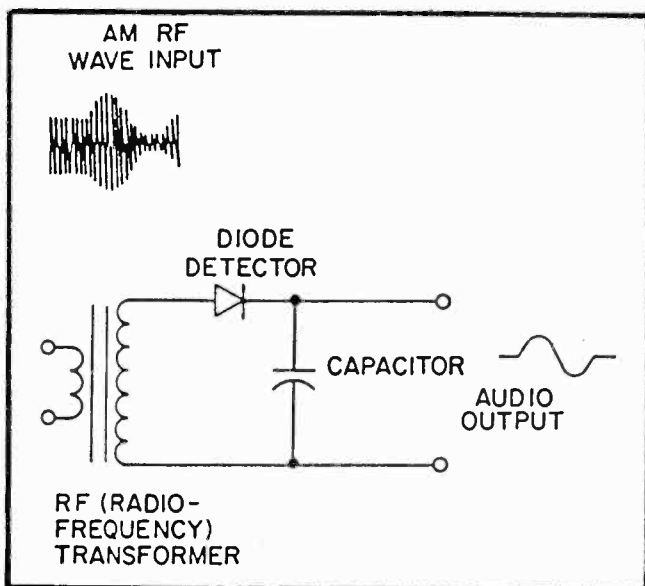 AM RF
WAVE INPUT
DIODE
DETECTOR
CAPACITOR
AUDIO
OUTPUT
RF (RADIO-
FREQUENCY)
TRANSFORMER